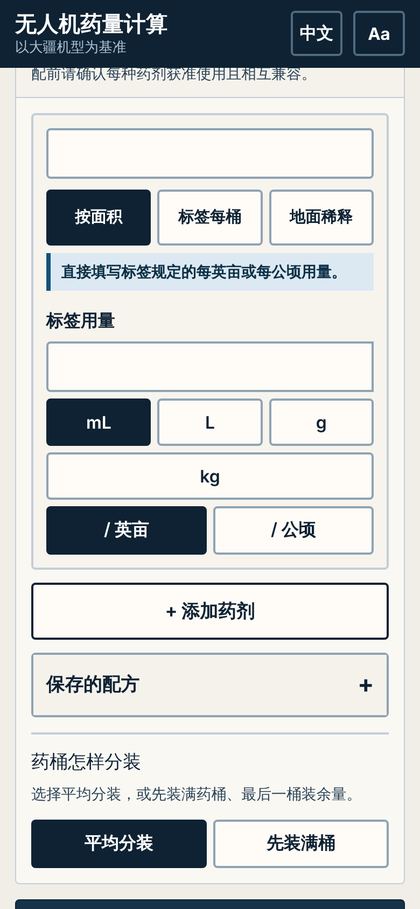 无人机药量计算
以大疆机型为基准
中文
Aa
配前请确认每种药剂获准使用且相互兼容。
按面积
标签每桶
地面稀释
直接填写标签规定的每英亩或每公顷用量。
标签用量
mL
L
g
kg
/ 英亩
/ 公顷
+ 添加药剂
保存的配方
+
药桶怎样分装
选择平均分装，或先装满药桶、最后一桶装余量。
平均分装
先装满桶